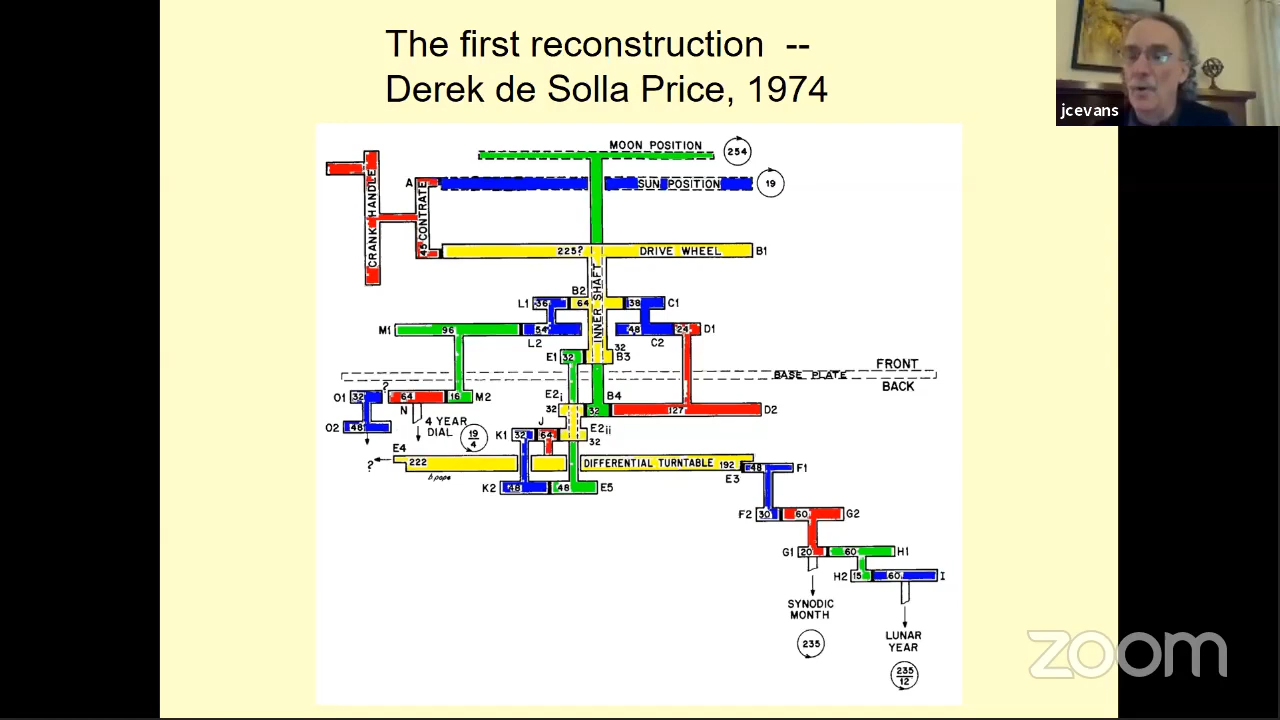 The first reconstruction --
Derek de Solla Price, 1974
jcevans
MOON POSITION
254
A
SUN POSITION
19
CRANK HANDLE
45 CONTRATE
225?
DRIVE WHEEL
B1
INNER SHAFT
B2
L1
36
64
38
C1
M1
96
54
48
24
D1
L2
C2
32
E1
32
B3
FRONT
BASE PLATE
BACK
?
O1
32
64
16
M2
E2i
B4
N
32
32
127
D2
O2
48
4 YEAR
DIAL
19
4
J
K1
32
64
E2ii
32
E4
?
222
DIFFERENTIAL TURNTABLE
192
48
F1
b pope
E3
K2
48
48
E5
F2
30
60
G2
G1
20
60
H1
H2
15
60
I
SYNODIC
MONTH
235
LUNAR
YEAR
235
12
zoom